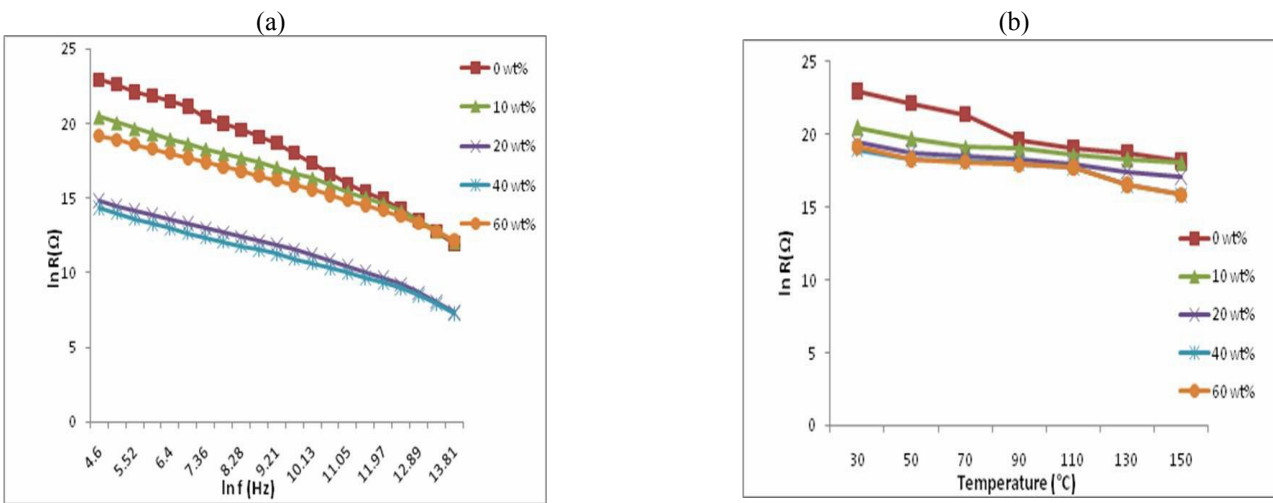 (a)
25
20
15
10
5
0
ln R(Ω)
4.6
5.52
6.4
7.36
8.28
9.21
10.13
11.05
11.97
12.89
13.81
ln f (Hz)
0 wt%
10 wt%
20 wt%
40 wt%
60 wt%
(b)
25
20
15
10
5
0
ln R(Ω)
30
50
70
90
110
130
150
Temperature (°C)
0 wt%
10 wt%
20 wt%
40 wt%
60 wt%